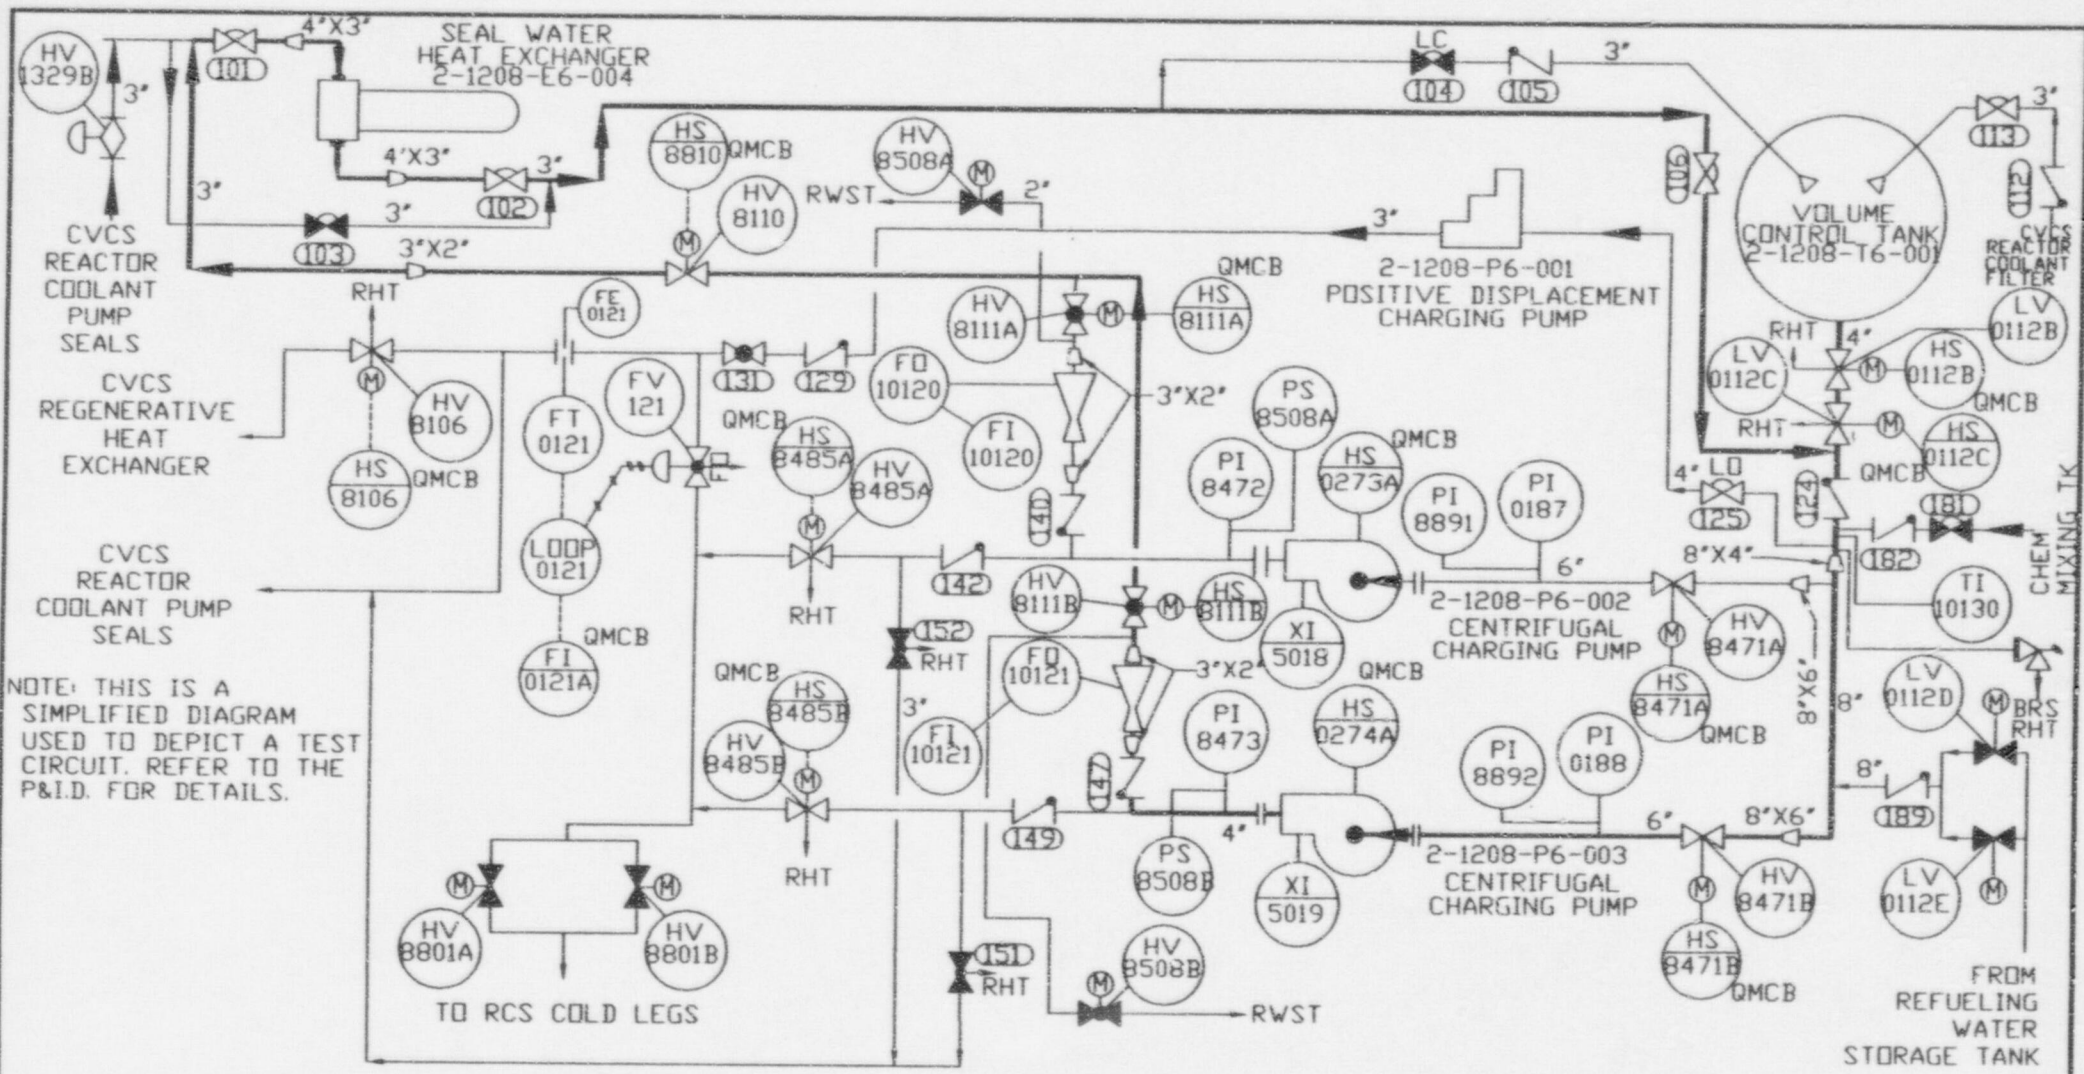 HV
1329B
3"
101
4"X3"
SEAL WATER
HEAT EXCHANGER
2-1208-E6-004
4'X3"
102
3"
103
3"
3"
3"X2"
CVCS
REACTOR
COOLANT
PUMP
SEALS
HS
8810
QMCB
M
HV
8110
HV
8508A
M
RWST
2"
LC
104
105
3"
106
VOLUME
CONTROL TANK
2-1208-T6-001
113
3"
112
CVCS
REACTOR
COOLANT
FILTER
3"
2-1208-P6-001
POSITIVE DISPLACEMENT
CHARGING PUMP
RHT
M
HV
8106
HS
8106
QMCB
CVCS
REGENERATIVE
HEAT
EXCHANGER
FE
0121
FT
0121
LOOP
0121
QMCB
FI
0121A
FV
121
FO
131
129
HV
8111A
M
QMCB
HS
8111A
FO
10120
FI
10120
3"X2"
140
QMCB
HS
8485A
M
HV
8485A
RHT
142
PI
8472
PS
8508A
HS
0273A
QMCB
XI
5018
PI
8891
PI
0187
6"
2-1208-P6-002
CENTRIFUGAL
CHARGING PUMP
M
HV
8471A
HS
8471A
QMCB
RHT
4"
LV
0112B
M
HS
0112B
QMCB
LV
0112C
RHT
M
HS
0112C
QMCB
4"
LO
125
124
181
182
CHEM
MIXING TK
8"X4"
8"X6"
8"
TI
10130
BRS
RHT
CVCS
REACTOR
COOLANT PUMP
SEALS
NOTE: THIS IS A
SIMPLIFIED DIAGRAM
USED TO DEPICT A TEST
CIRCUIT. REFER TO THE
P&I.D. FOR DETAILS.
152
RHT
3"
HV
8111B
M
HS
8111B
FO
10121
FI
10121
3"X2"
147
QMCB
HS
8485B
M
HV
8485B
RHT
149
PI
8473
PS
8508B
4"
HS
0274A
QMCB
XI
5019
PI
8892
PI
0188
6"
8"X6"
2-1208-P6-003
CENTRIFUGAL
CHARGING PUMP
M
HV
8471B
HS
8471B
QMCB
LV
0112D
M
8"
189
LV
0112E
M
FROM
REFUELING
WATER
STORAGE TANK
M
HV
8801A
M
HV
8801B
TO RCS COLD LEGS
151
RHT
M
HV
8508B
RWST